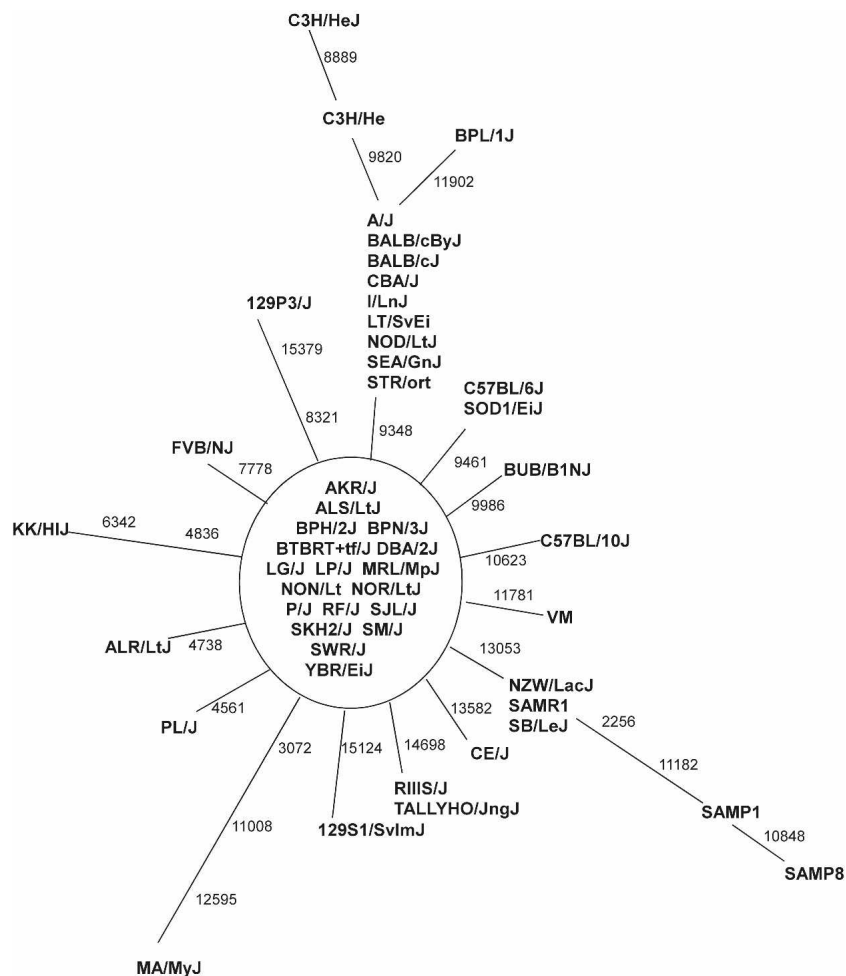 C3H/HeJ
8889
C3H/He
BPL/1J
9820
11902
A/J
BALB/cByJ
BALB/cJ
CBA/J
I/LnJ
LT/SvEi
NOD/LtJ
SEA/GnJ
STR/ort
129P3/J
15379
8321
9348
C57BL/6J
SOD1/EiJ
9461
FVB/NJ
7778
BUB/B1NJ
9986
KK/HIJ
6342
4836
C57BL/10J
10623
AKR/J
ALS/LtJ
BPH/2J BPN/3J
BTBRT+tf/J DBA/2J
LG/J LP/J MRL/MpJ
NON/Lt NOR/LtJ
P/J RF/J SJL/J
SKH2/J SM/J
SWR/J
YBR/EiJ
11781
VM
ALR/LtJ
4738
13053
NZW/LacJ
SAMR1
SB/LeJ
2256
11182
SAMP1
10848
SAMP8
PL/J
4561
13582
CE/J
3072
15124
14698
RIIIS/J
TALLYHO/JngJ
129S1/SvImJ
11008
12595
MA/MyJ